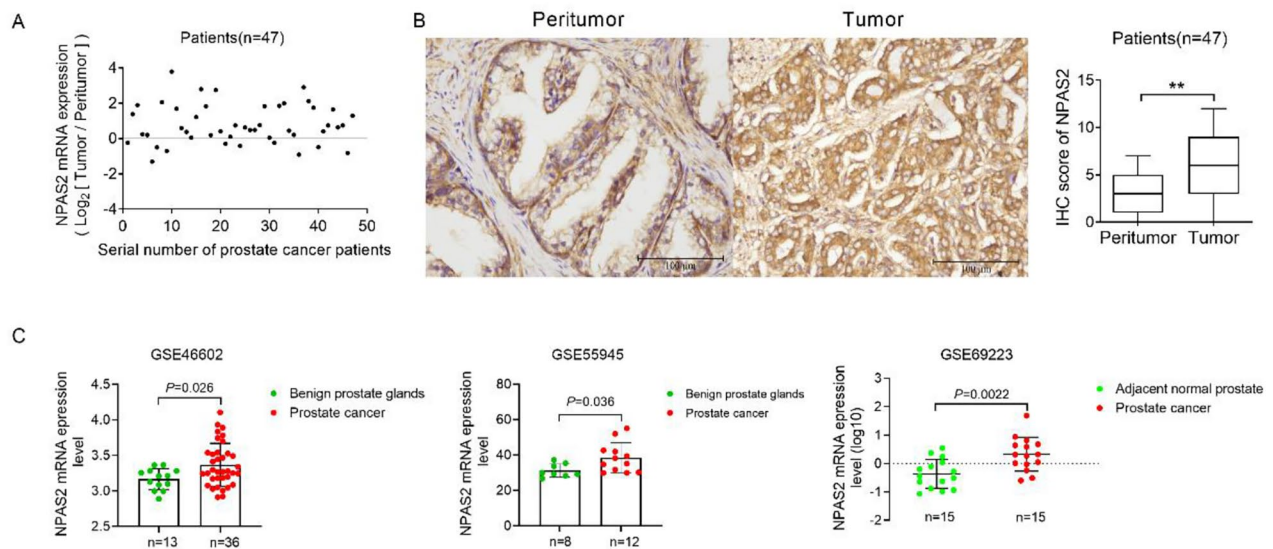 A
Patients(n=47)
NPAS2 mRNA expression
( Log2 [ Tumor / Peritumor ] )
4
2
0
-2
-4
0 10 20 30 40 50
Serial number of prostate cancer patients
B
Peritumor
Tumor
100 μm
100 μm
Patients(n=47)
IHC score of NPAS2
15
10
5
0
**
Peritumor Tumor
C
GSE46602
NPAS2 mRNA epression
level
4.5
4.0
3.5
3.0
2.5
P=0.026
Benign prostate glands
Prostate cancer
n=13 n=36
GSE55945
NPAS2 mRNA epression
level
80
60
40
20
0
P=0.036
Benign prostate glands
Prostate cancer
n=8 n=12
GSE69223
NPAS2 mRNA epression
level (log10)
3
2
1
0
-1
-2
P=0.0022
Adjacent normal prostate
Prostate cancer
n=15 n=15